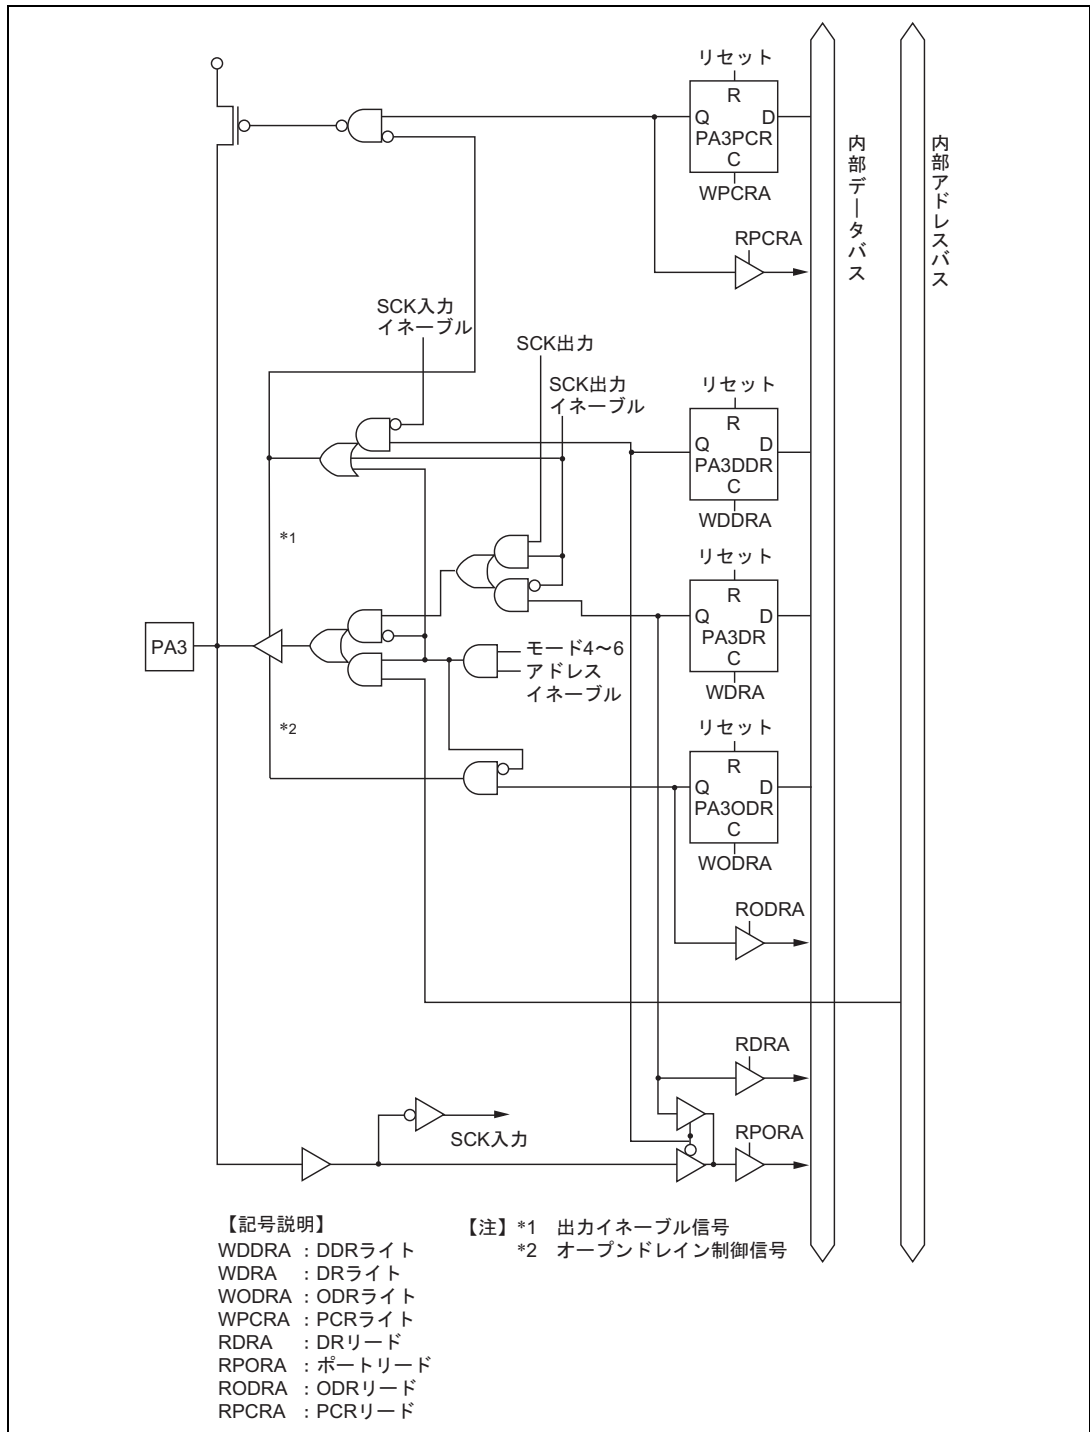 リセット
R
Q D
PA3PCR
C
WPCRA
RPCRA
内部データバス
内部アドレスバス
SCK入力
イネーブル
SCK出力
SCK出力
イネーブル
リセット
R
Q D
PA3DDR
C
WDDRA
*1
リセット
R
Q D
PA3DR
C
WDRA
PA3
モード4～6
アドレス
イネーブル
*2
リセット
R
Q D
PA3ODR
C
WODRA
RODRA
RDRA
SCK入力
RPORA
【記号説明】
WDDRA : DDRライト
WDRA : DRライト
WODRA : ODRライト
WPCRA : PCRライト
RDRA : DRリード
RPORA : ポートリード
RODRA : ODRリード
RPCRA : PCRリード
【注】 *1 出力イネーブル信号
*2 オープンドレイン制御信号